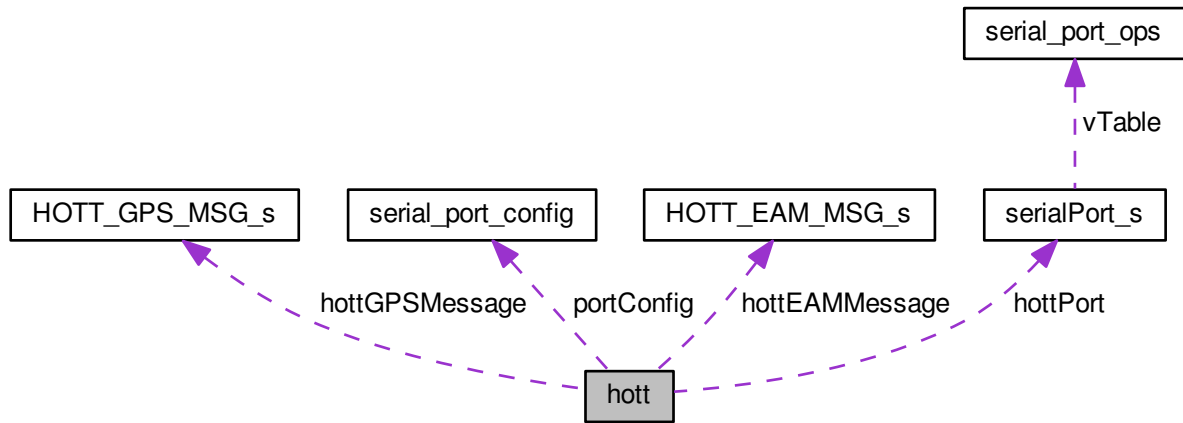 serial_port_ops
vTable
HOTT_GPS_MSG_s
serial_port_config
HOTT_EAM_MSG_s
serialPort_s
hottGPSMessage
portConfig
hottEAMMessage
hottPort
hott